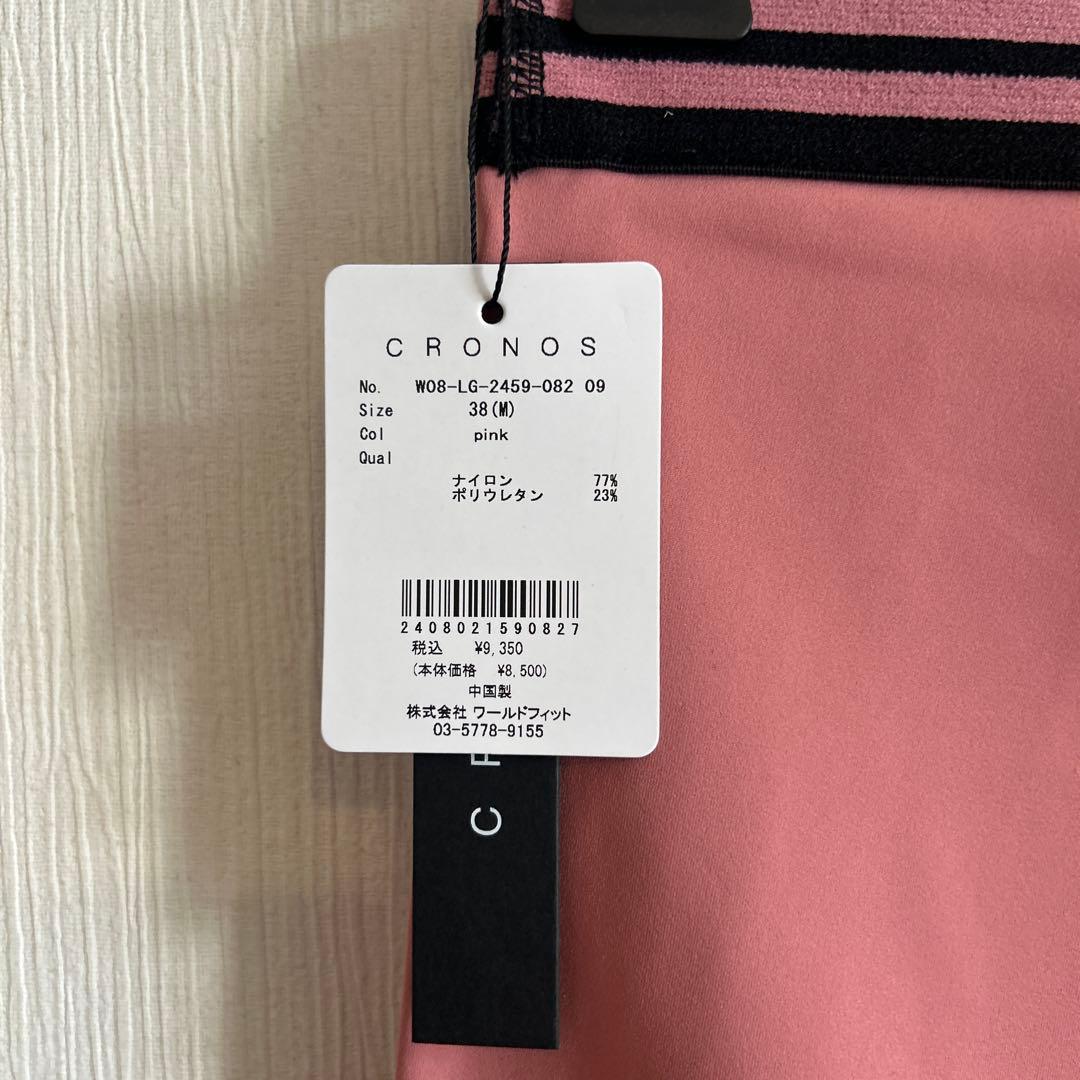 CRONOS
No. W08-LG-2459-082 09
Size 38(M)
Col pink
Qual
ナイロン 77%
ポリウレタン 23%
2408021590827
税込 ¥9,350
(本体価格 ¥8,500)
中国製
株式会社 ワールドフィット
03-5778-9155
C